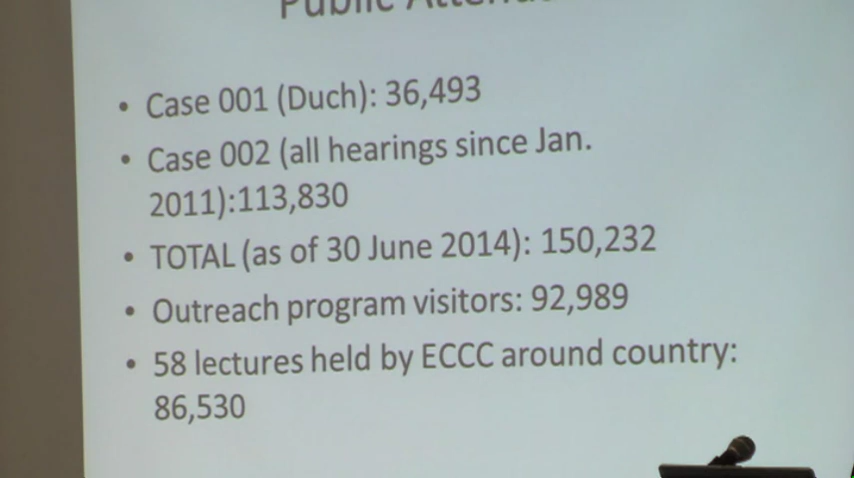 Public
• Case 001 (Duch): 36,493
• Case 002 (all hearings since Jan.
2011):113,830
• TOTAL (as of 30 June 2014): 150,232
• Outreach program visitors: 92,989
• 58 lectures held by ECCC around country:
86,530